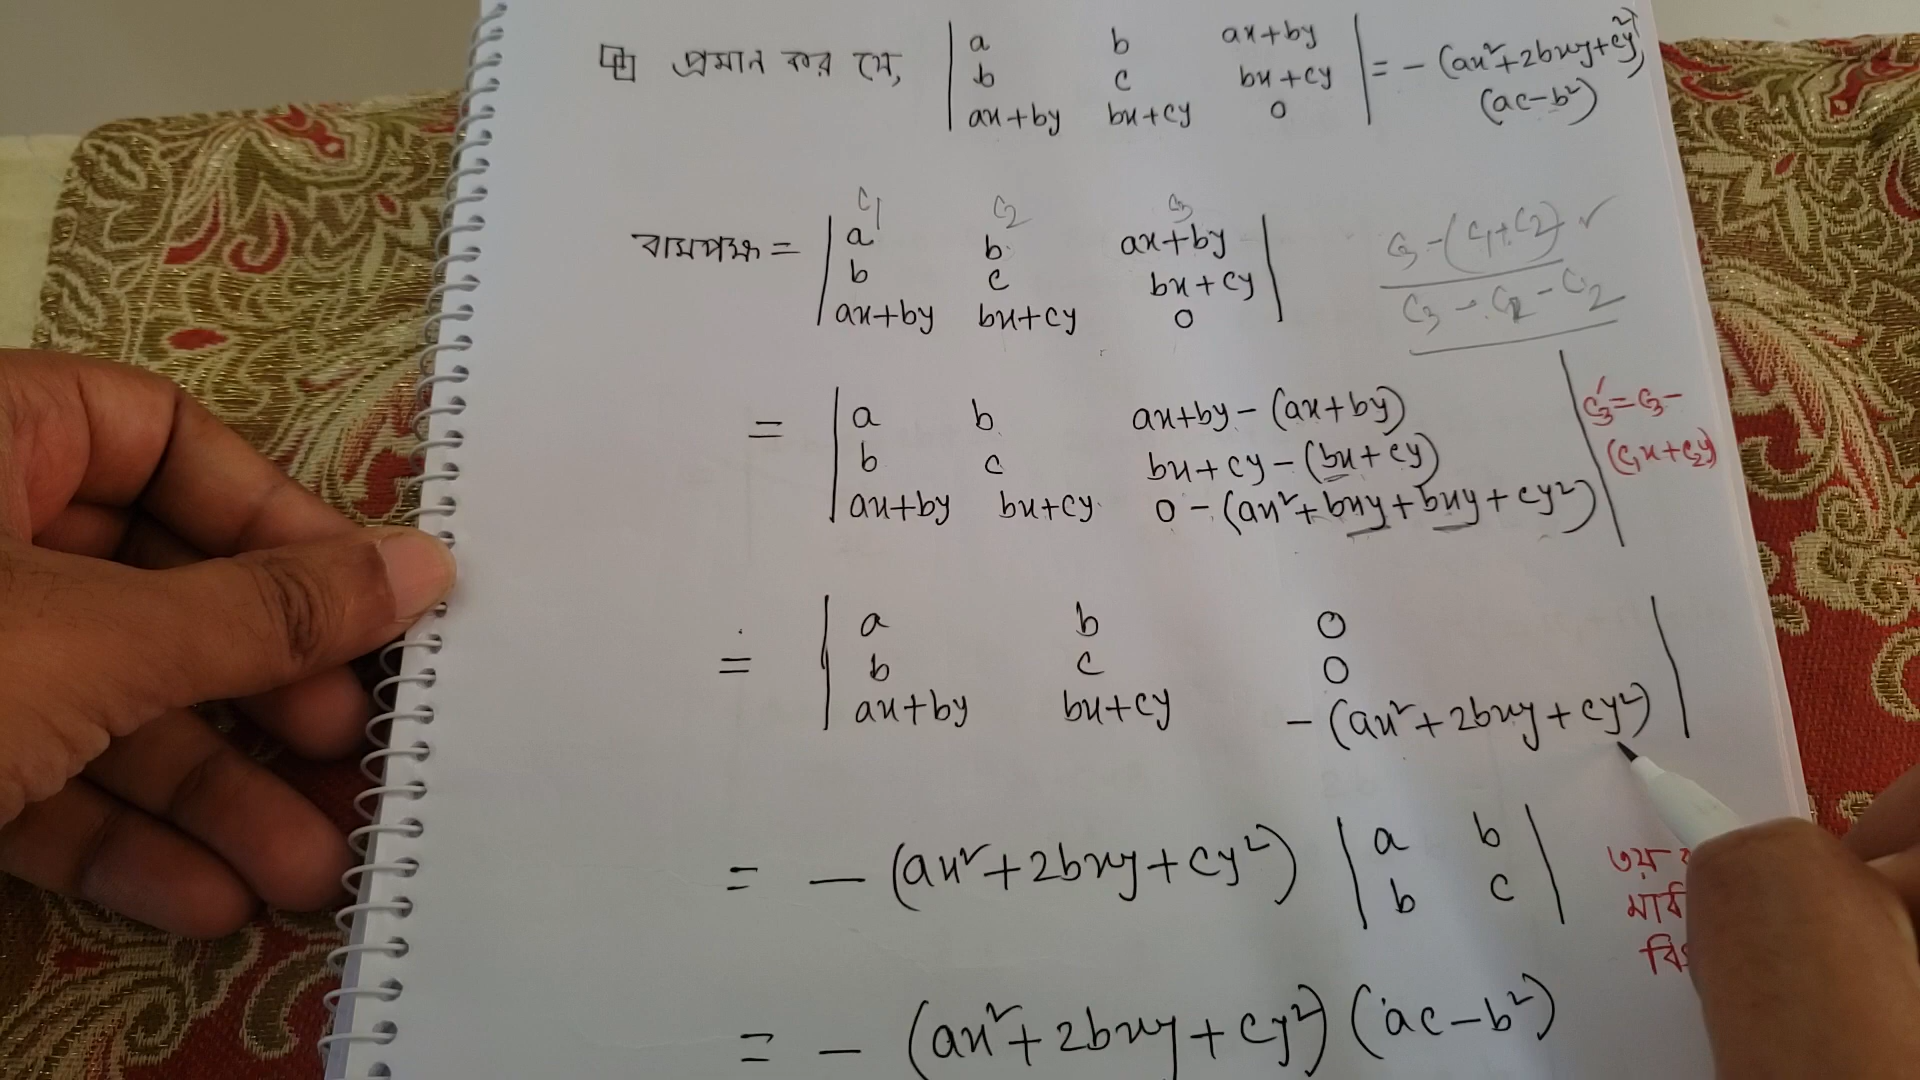 প্রমান কর যে, | a b ax+by | = - (ax²+2bxy+cy²)
| b c bx+cy | (ac-b²)
| ax+by bx+cy 0 |
C₁ C₂ C₃
বামপক্ষ = | a b ax+by | C₃-(C₁+C₂) ✓
| b c bx+cy |
| ax+by bx+cy 0 |
= | a b ax+by-(ax+by) | C₃′=C₃-
| b c bx+cy-(bx+cy) | (C₁x+C₂y)
| ax+by bx+cy 0-(ax²+bxy+bxy+cy²) |
= | a b 0 |
| b c 0 |
| ax+by bx+cy -(ax²+2bxy+cy²) |
= - (ax²+2bxy+cy²) | a b | ৩য়
| b c |
= - (ax²+2bxy+cy²) (ac-b²)